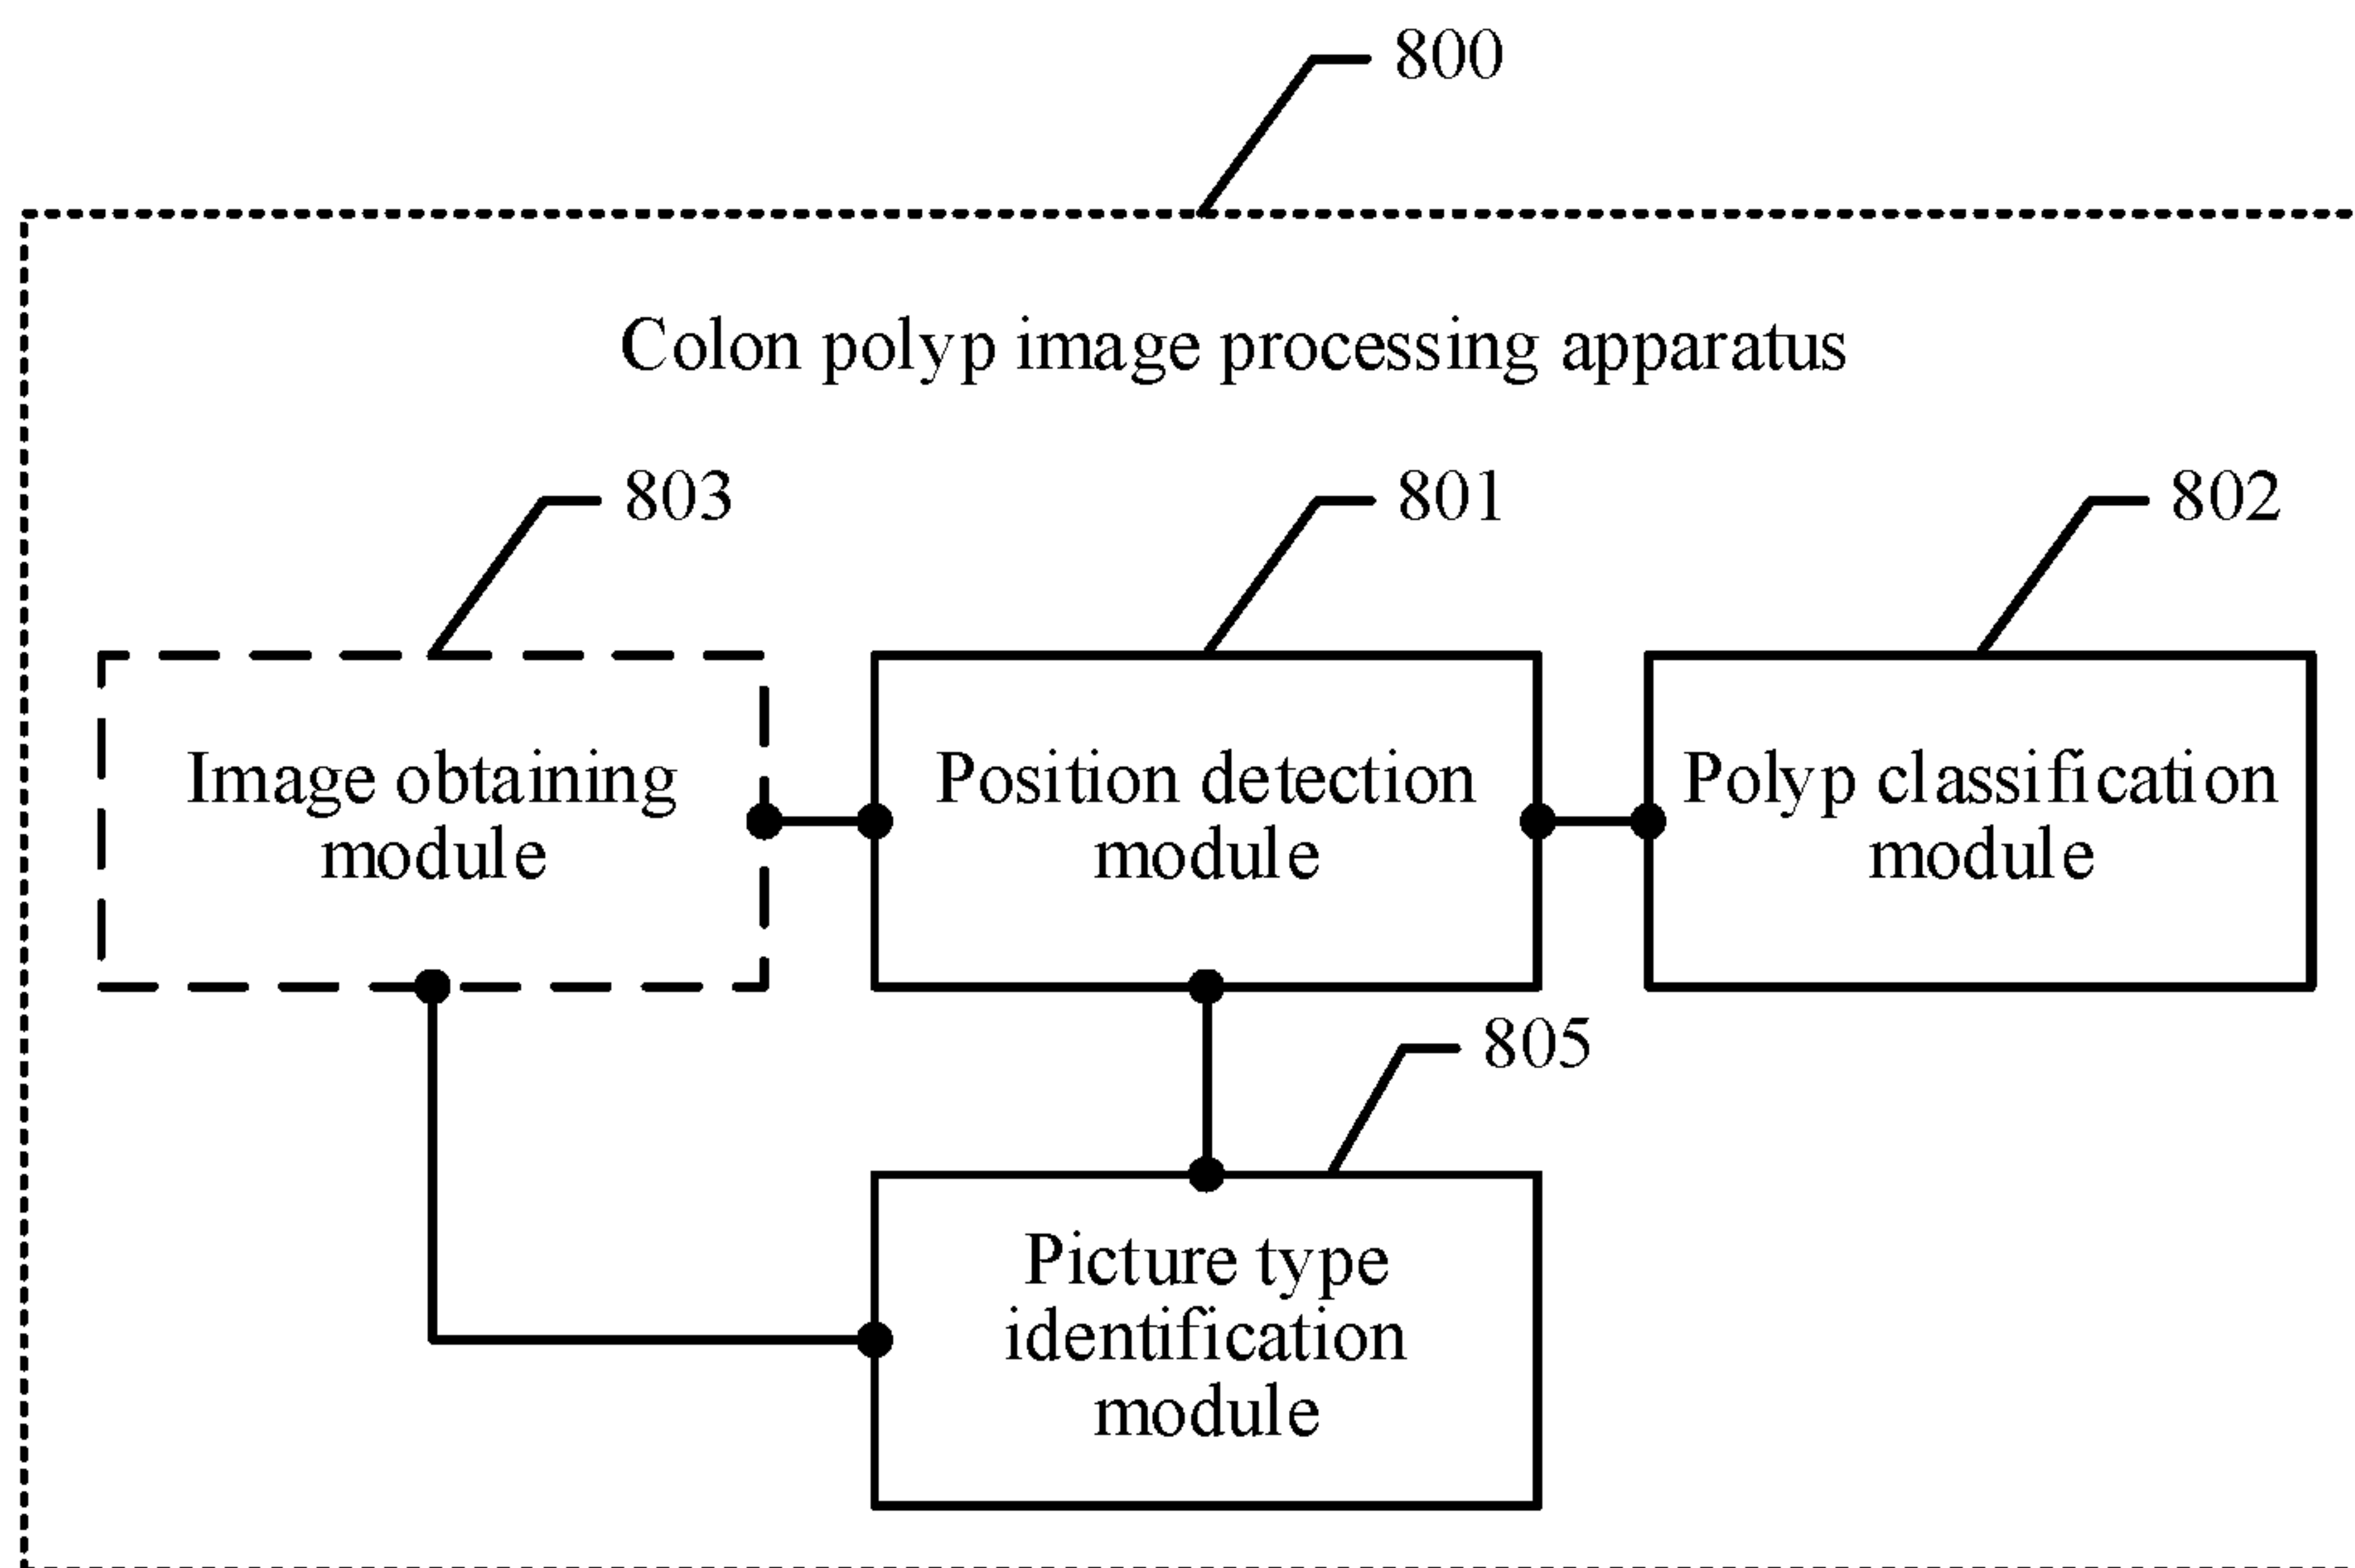 800
Colon polyp image processing apparatus
803
801
802
Image obtaining
module
Position detection
module
Polyp classification
module
805
Picture type
identification
module